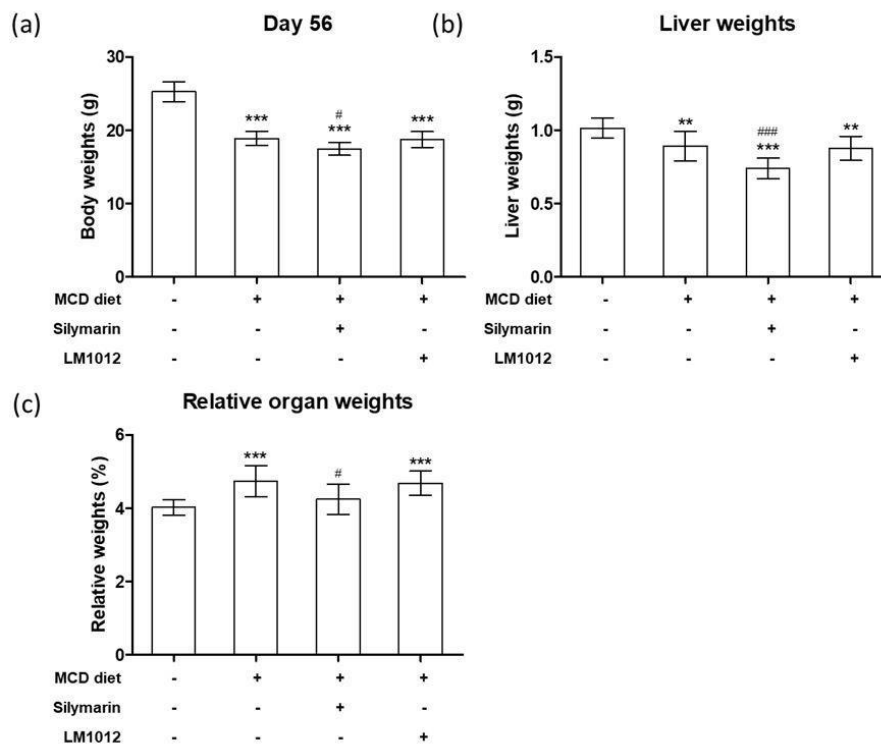 (a)
Day 56
Body weights (g)
30
20
10
0
***
#
***
***
MCD diet - + + +
Silymarin - - + -
LM1012 - - - +
(b)
Liver weights
Liver weights (g)
1.5
1.0
0.5
0.0
**
###
***
**
MCD diet - + + +
Silymarin - - + -
LM1012 - - - +
(c)
Relative organ weights
Relative weights (%)
6
4
2
0
***
#
***
MCD diet - + + +
Silymarin - - + -
LM1012 - - - +